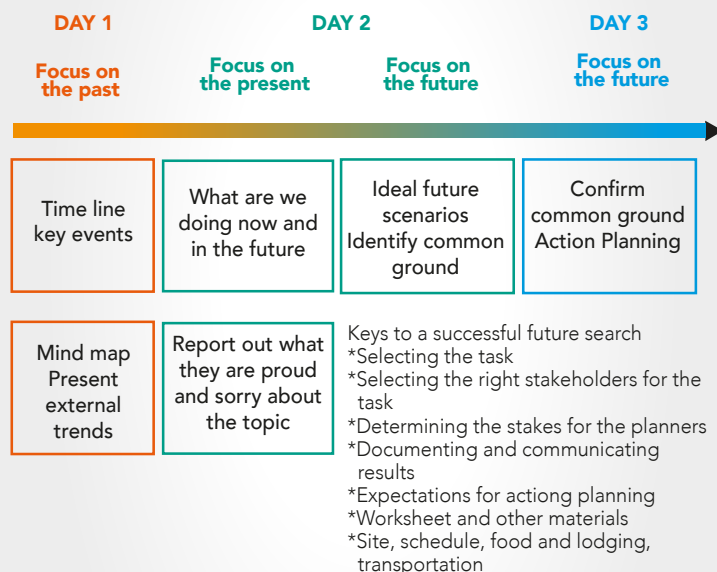 DAY 1
DAY 2
DAY 3
Focus on
the past
Focus on
the present
Focus on
the future
Focus on
the future
Time line
key events
What are we
doing now and
in the future
Ideal future
scenarios
Identify common
ground
Confirm
common ground
Action Planning
Mind map
Present
external
trends
Report out what
they are proud
and sorry about
the topic
Keys to a successful future search
*Selecting the task
*Selecting the right stakeholders for the
task
*Determining the stakes for the planners
*Documenting and communicating
results
*Expectations for actiong planning
*Worksheet and other materials
*Site, schedule, food and lodging,
transportation